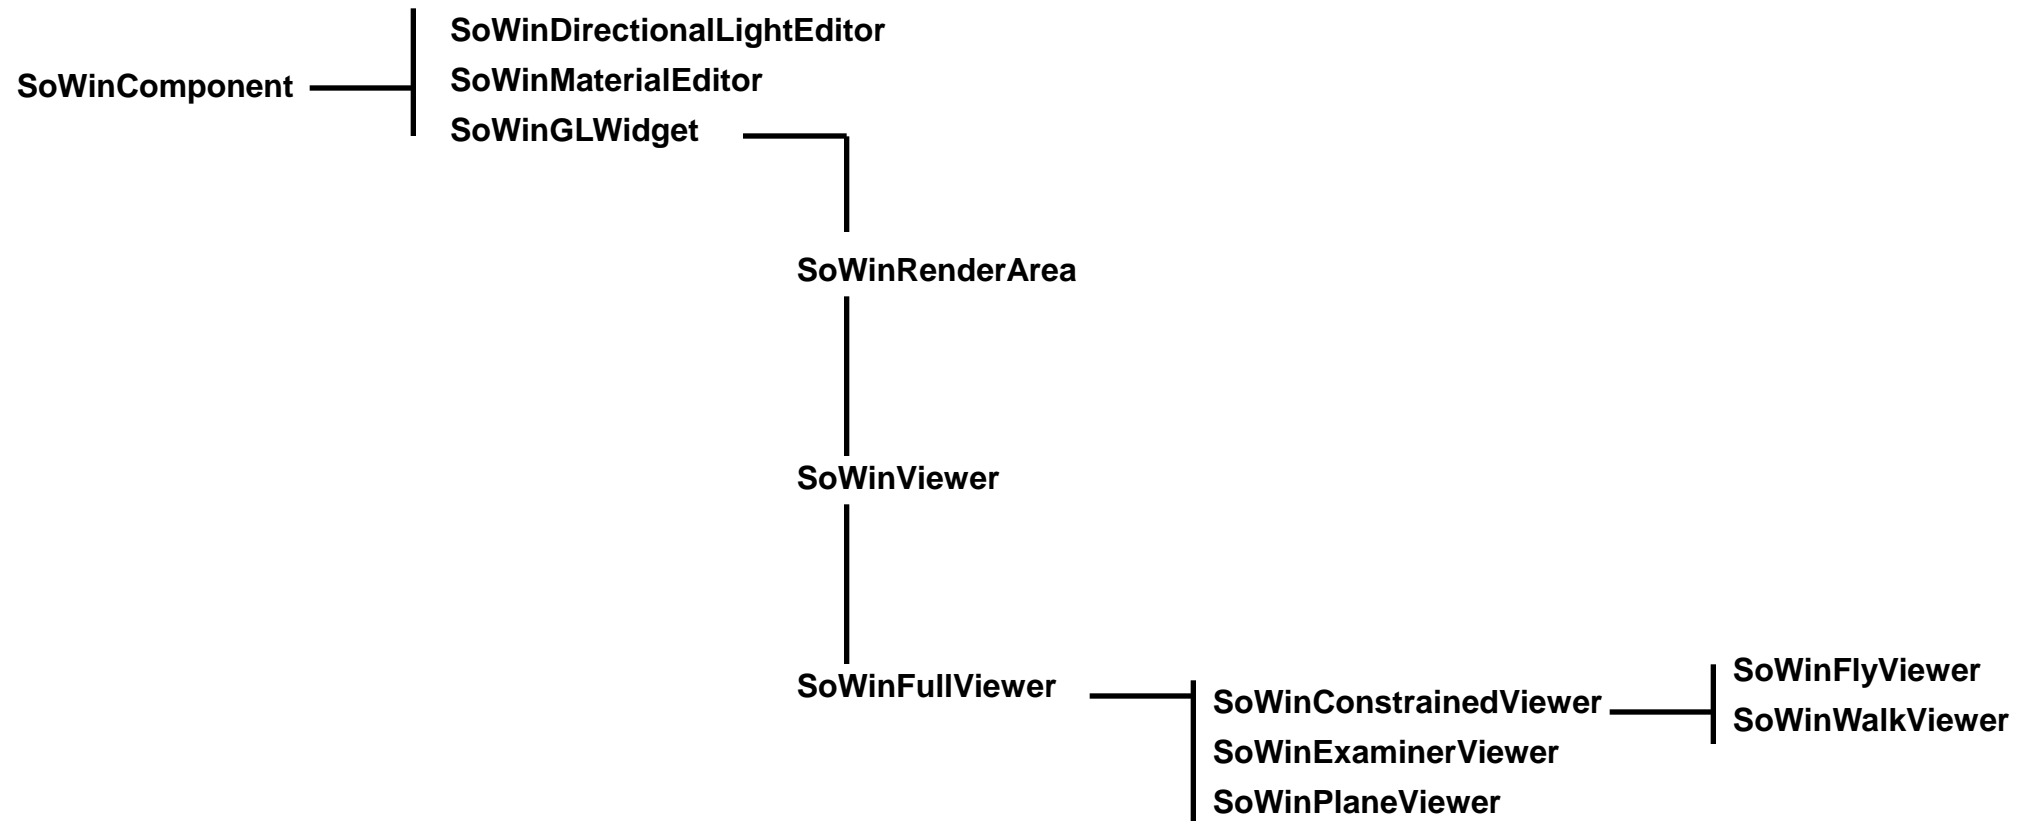 SoWinComponent
SoWinDirectionalLightEditor
SoWinMaterialEditor
SoWinGLWidget
SoWinRenderArea
SoWinViewer
SoWinFullViewer
SoWinConstrainedViewer
SoWinExaminerViewer
SoWinPlaneViewer
SoWinFlyViewer
SoWinWalkViewer